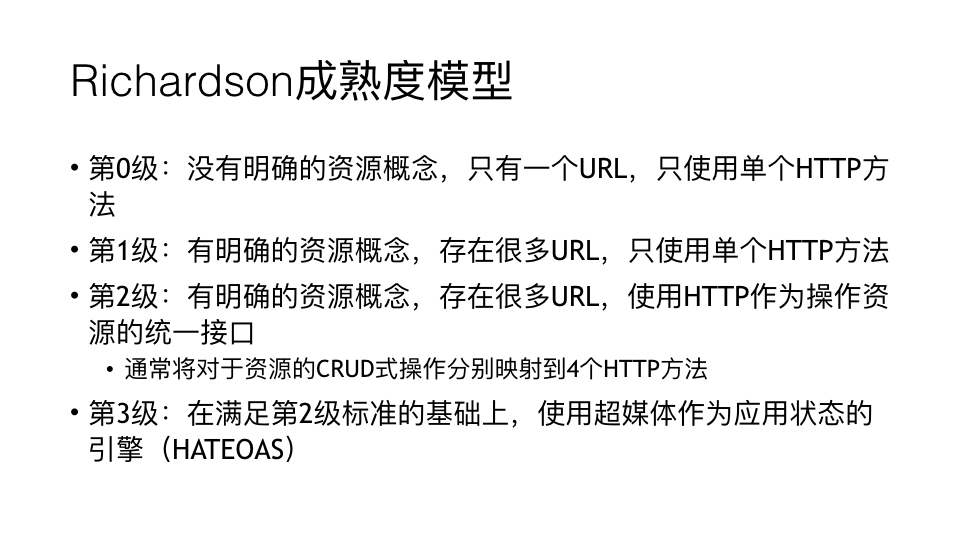 Richardson成熟度模型
• 第0级：没有明确的资源概念，只有一个URL，只使用单个HTTP方
法
• 第1级：有明确的资源概念，存在很多URL，只使用单个HTTP方法
• 第2级：有明确的资源概念，存在很多URL，使用HTTP作为操作资
源的统一接口
• 通常将对于资源的CRUD式操作分别映射到4个HTTP方法
• 第3级：在满足第2级标准的基础上，使用超媒体作为应用状态的
引擎（HATEOAS）